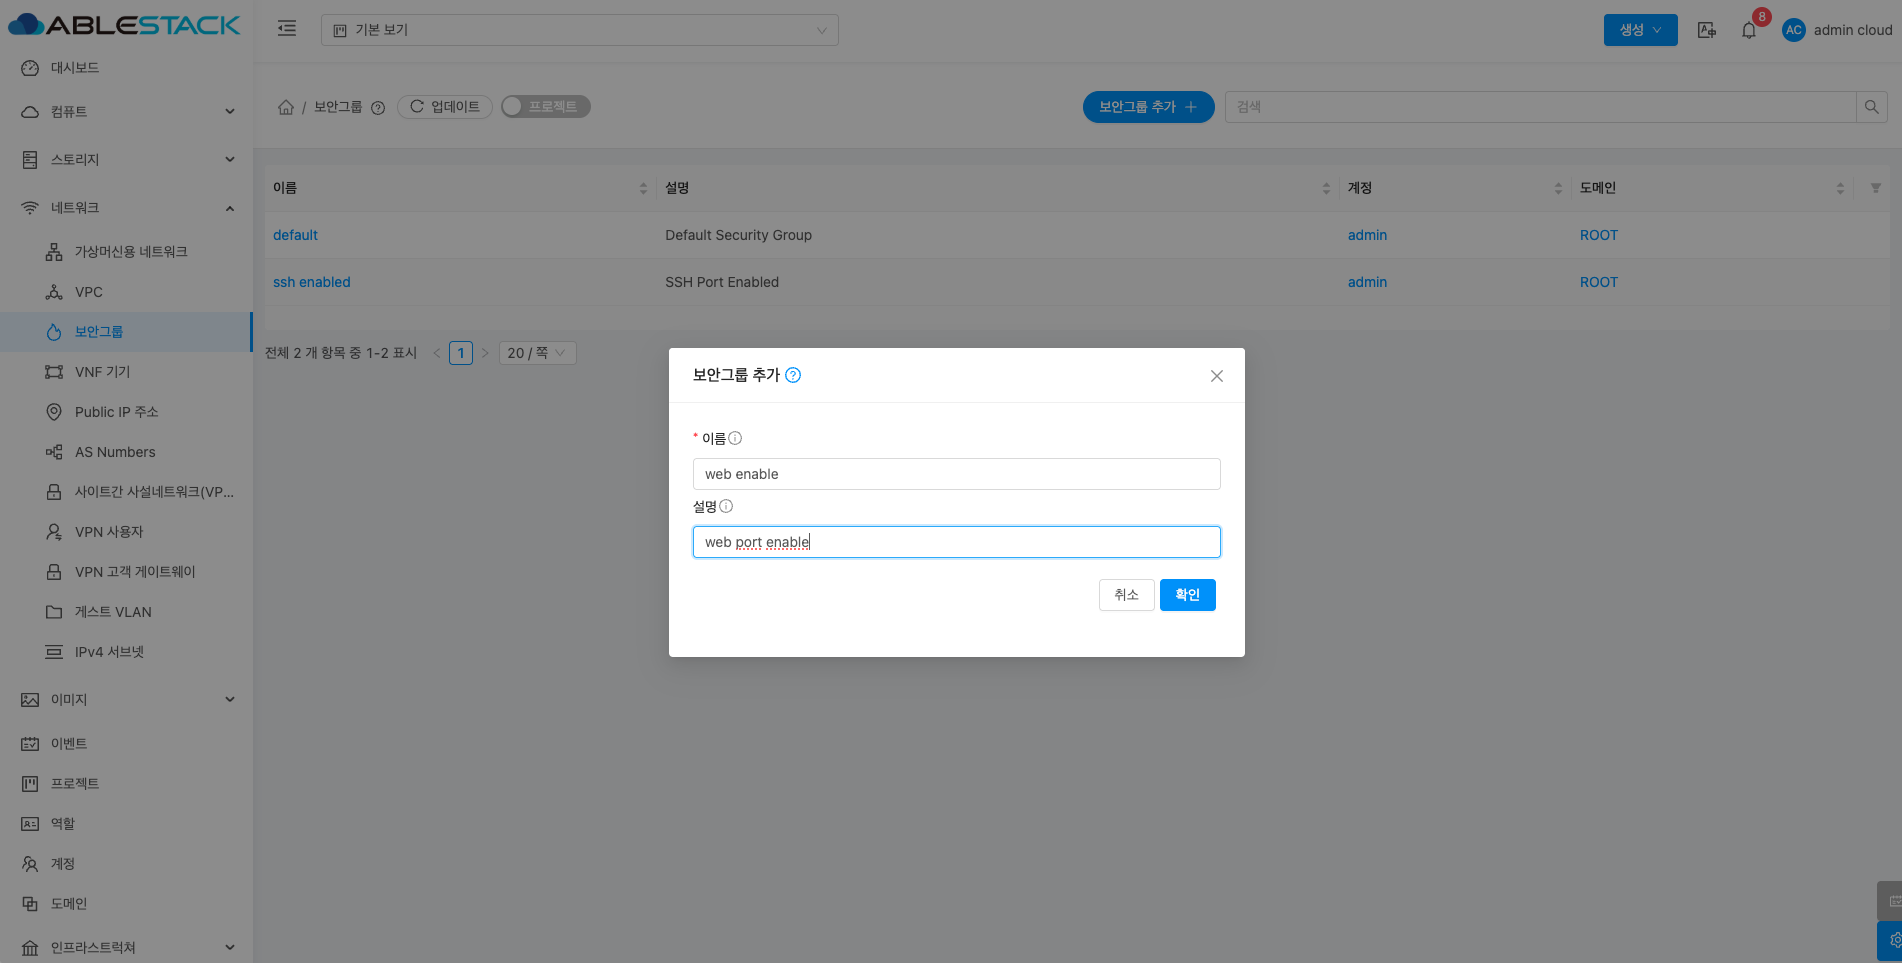 ABLESTACK
기본 보기
생성
8
AC
admin cloud
대시보드
컴퓨트
스토리지
네트워크
가상머신용 네트워크
VPC
보안그룹
VNF 기기
Public IP 주소
AS Numbers
사이트간 사설네트워크(VP...
VPN 사용자
VPN 고객 게이트웨이
게스트 VLAN
IPv4 서브넷
이미지
이벤트
프로젝트
역할
계정
도메인
인프라스트럭쳐
/ 보안그룹
업데이트
프로젝트
보안그룹 추가
검색
이름 설명 계정 도메인
default Default Security Group admin ROOT
ssh enabled SSH Port Enabled admin ROOT
전체 2 개 항목 중 1-2 표시
1
20 / 쪽
보안그룹 추가
* 이름
web enable
설명
web port enable
취소
확인